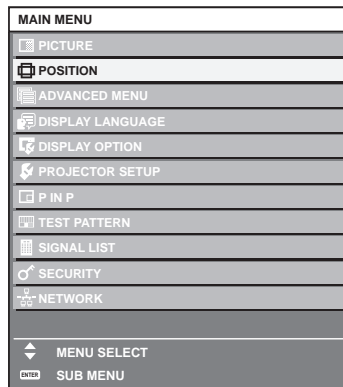 MAIN MENU
PICTURE
POSITION
ADVANCED MENU
DISPLAY LANGUAGE
DISPLAY OPTION
PROJECTOR SETUP
P IN P
TEST PATTERN
SIGNAL LIST
SECURITY
NETWORK
MENU SELECT
ENTER SUB MENU